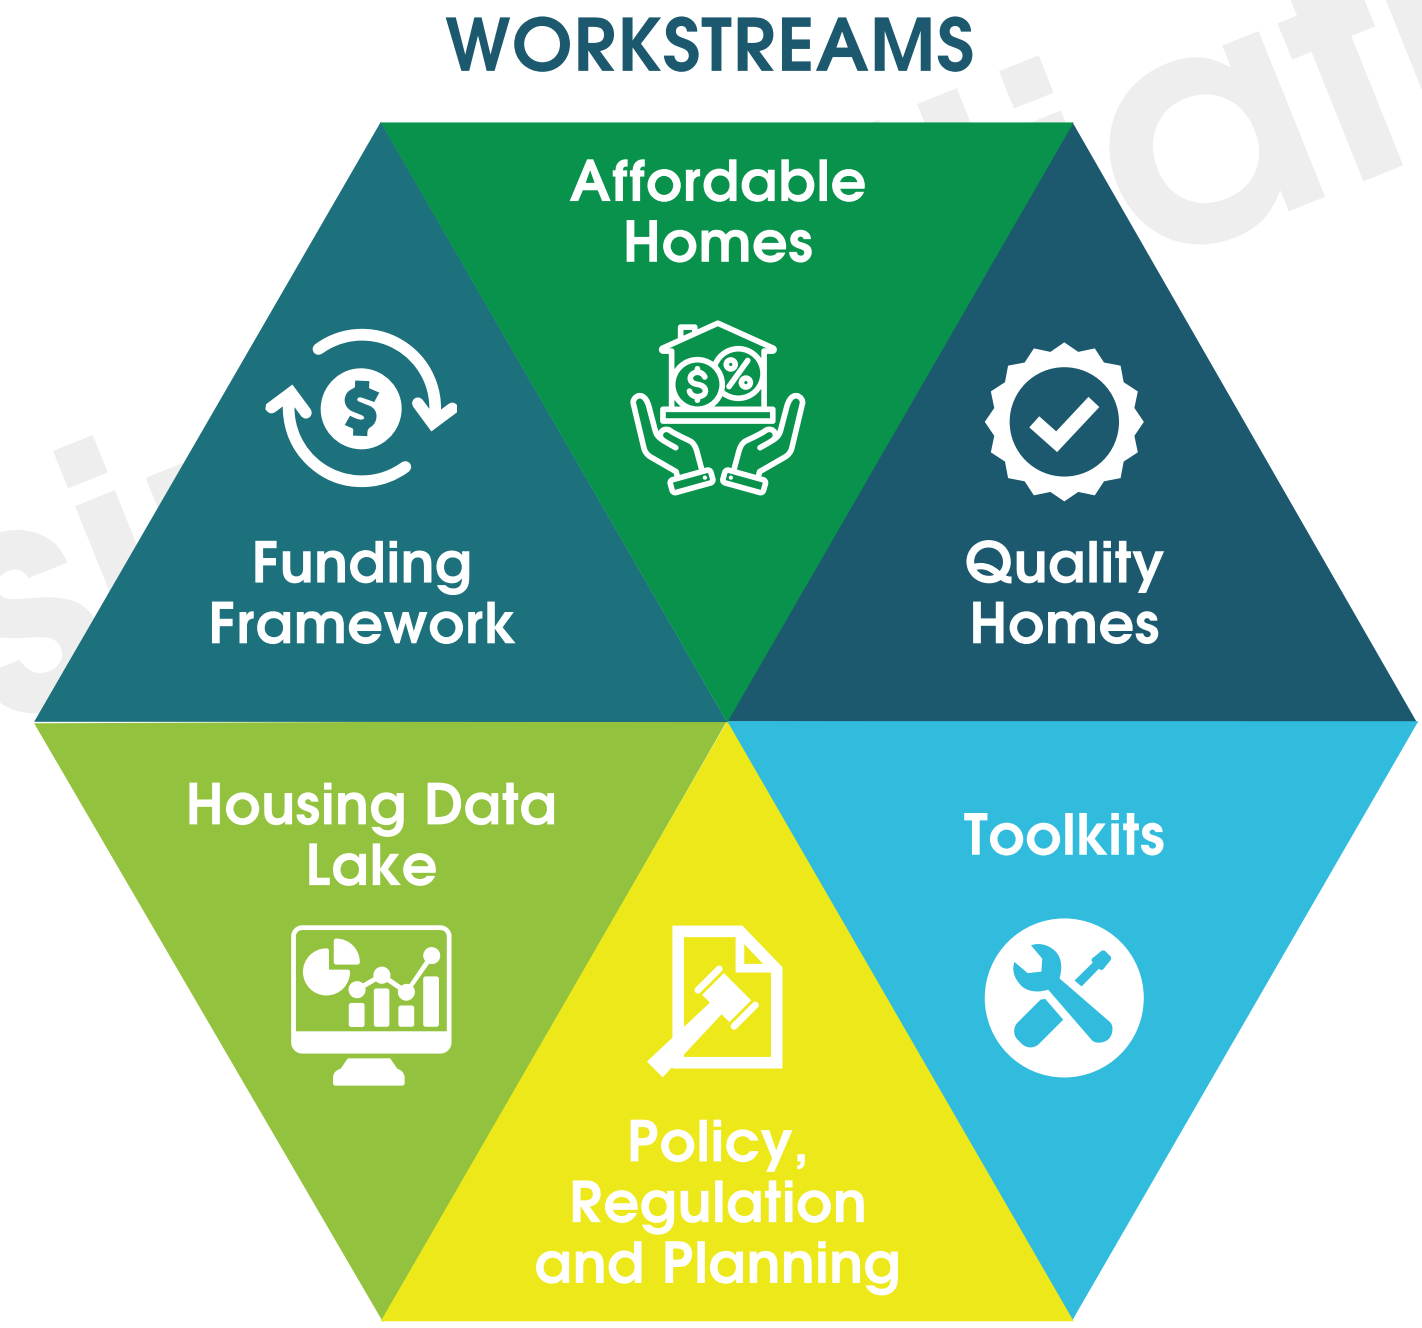 WORKSTREAMS
Affordable
Homes
Funding
Framework
Quality
Homes
Housing Data
Lake
Toolkits
Policy,
Regulation
and Planning
$
$
%